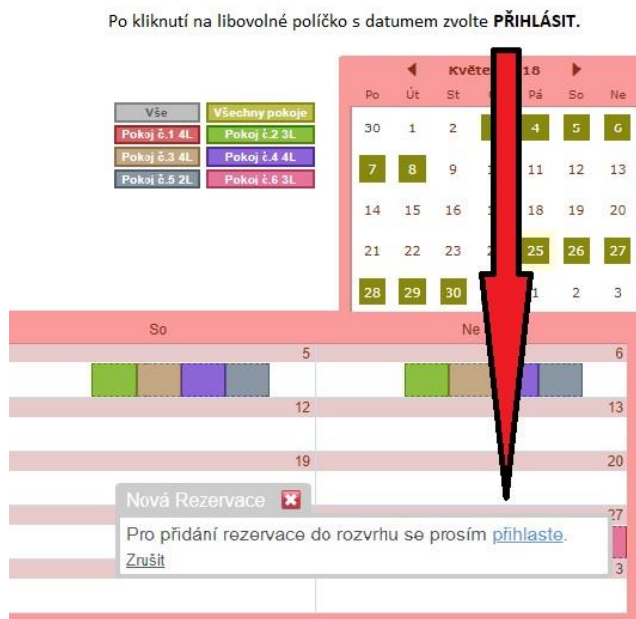 Po kliknutí na libovolné políčko s datumem zvolte PŘIHLÁSIT.
Květe 18
Po Út St Pá So Ne
Vše Všechny pokoje
Pokoj č.1 4L Pokoj č.2 3L
Pokoj č.3 4L Pokoj č.4 4L
Pokoj č.5 2L Pokoj č.6 3L
30 1 2 4 5 6
7 8 9 11 12 13
14 15 16 18 19 20
21 22 23 25 26 27
28 29 30 1 2 3
So Ne
5 6
12 13
19 20
Nová Rezervace
27
Pro přidání rezervace do rozvrhu se prosím přihlaste.
Zrušit
3